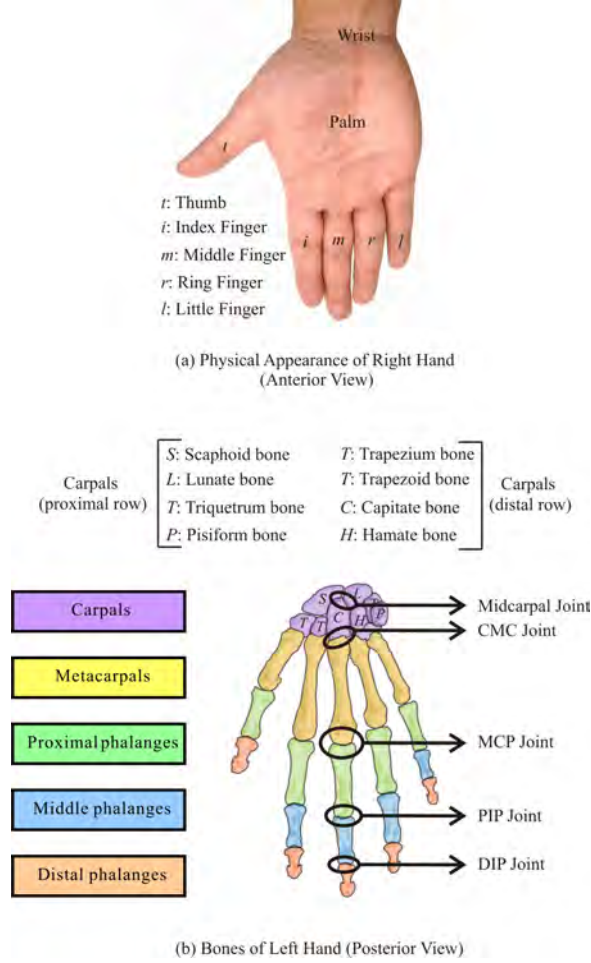 Wrist
Palm
t
t: Thumb
i: Index Finger
m: Middle Finger
r: Ring Finger
l: Little Finger
i m r l
(a) Physical Appearance of Right Hand
(Anterior View)
Carpals
(proximal row)
S: Scaphoid bone
L: Lunate bone
T: Triquetrum bone
P: Pisiform bone
T: Trapezium bone
T: Trapezoid bone
C: Capitate bone
H: Hamate bone
Carpals
(distal row)
Carpals
Metacarpals
Proximal phalanges
Middle phalanges
Distal phalanges
S L
P
T T C H
Midcarpal Joint
CMC Joint
MCP Joint
PIP Joint
DIP Joint
(b) Bones of Left Hand (Posterior View)